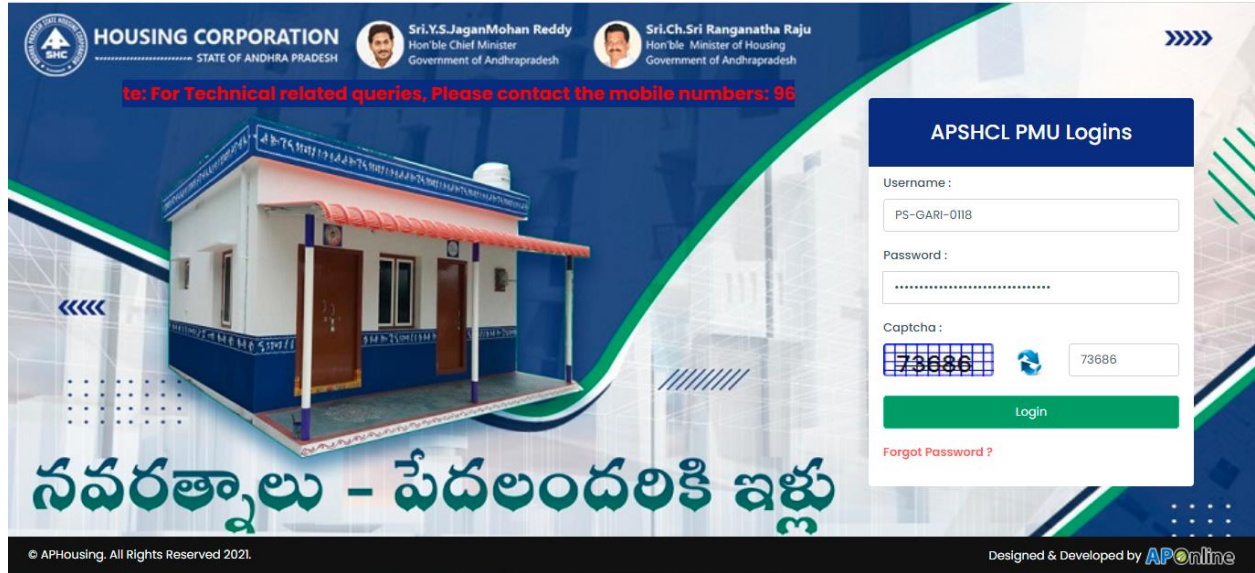 HOUSING CORPORATION
STATE OF ANDHRA PRADESH
Sri.Y.S.JaganMohan Reddy
Hon'ble Chief Minister
Government of Andhrapradesh
Sri.Ch.Sri Ranganatha Raju
Hon'ble Minister of Housing
Government of Andhrapradesh
te: For Technical related queries, Please contact the mobile numbers: 96
APSHCL PMU Logins
Username :
PS-GARI-0118
Password :
Captcha :
73686
73686
Login
Forgot Password ?
నవరత్నాలు - పేదలందరికి ఇళ్లు
© APHousing. All Rights Reserved 2021.
Designed & Developed by APOnline